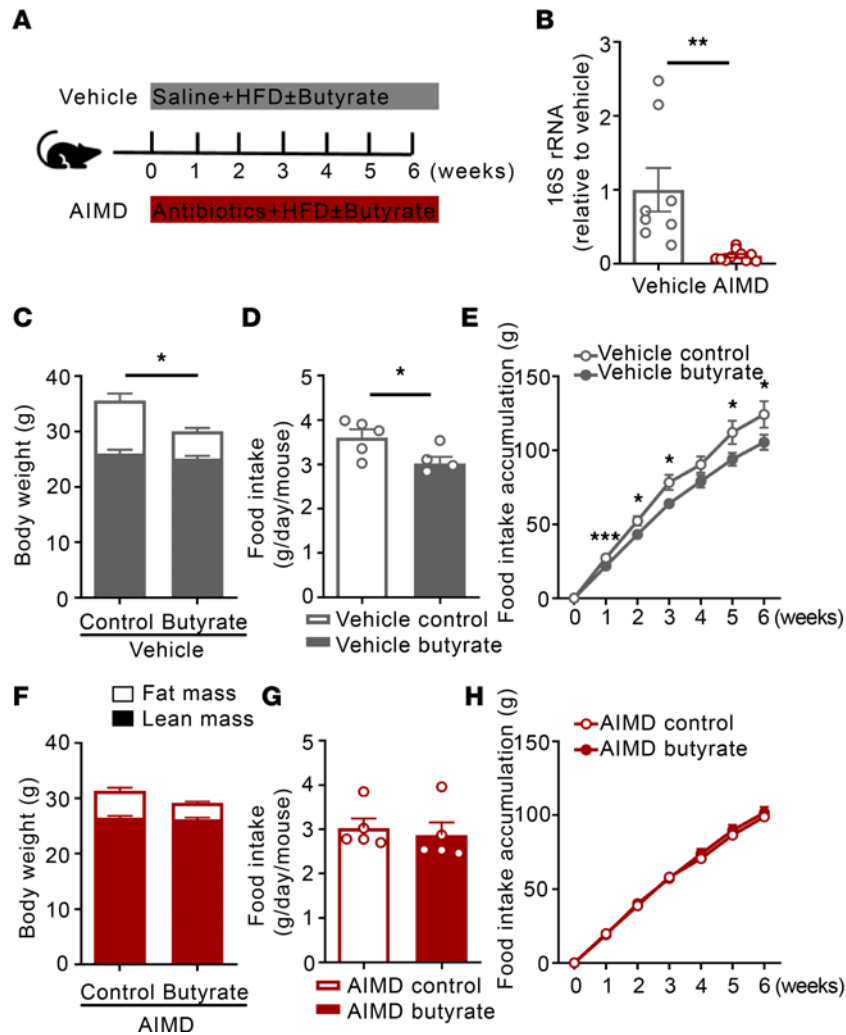 A
Vehicle Saline+HFD±Butyrate
0 1 2 3 4 5 6 (weeks)
AIMD Antibiotics+HFD±Butyrate
B
16S rRNA
(relative to vehicle)
3
2
1
0
**
Vehicle AIMD
C
Body weight (g)
40
30
20
10
0
*
Control Butyrate
Vehicle
D
Food intake
(g/day/mouse)
5
4
3
2
1
0
*
Vehicle control
Vehicle butyrate
E
Food intake accumulation (g)
150
100
50
0
Vehicle control
Vehicle butyrate
***
*
*
*
*
0 1 2 3 4 5 6 (weeks)
F
Fat mass
Lean mass
Body weight (g)
40
30
20
10
0
Control Butyrate
AIMD
G
Food intake
(g/day/mouse)
5
4
3
2
1
0
AIMD control
AIMD butyrate
H
Food intake accumulation (g)
150
100
50
0
AIMD control
AIMD butyrate
0 1 2 3 4 5 6 (weeks)